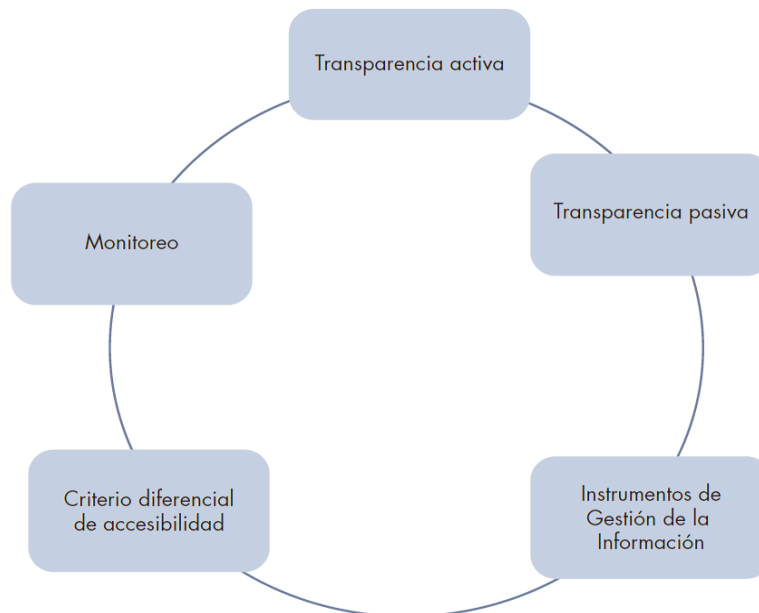 Transparencia activa
Transparencia pasiva
Instrumentos de
Gestión de la
Información
Criterio diferencial
de accesibilidad
Monitoreo